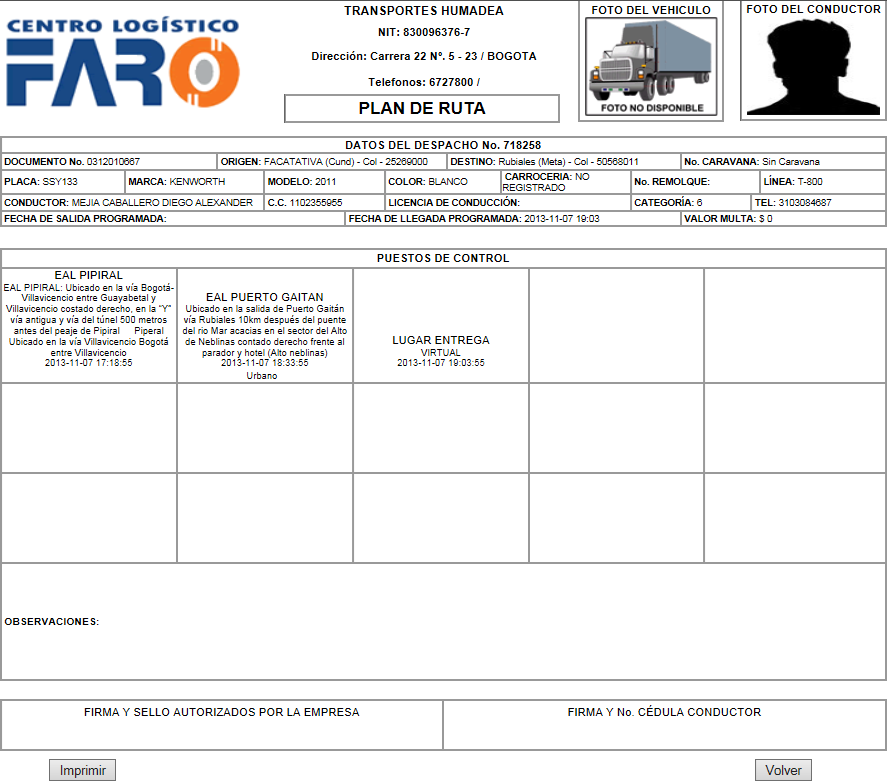 CENTRO LOGÍSTICO
FARO
TRANSPORTES HUMADEA
NIT: 830096376-7
Dirección: Carrera 22 Nº. 5 - 23 / BOGOTA
Telefonos: 6727800 /
PLAN DE RUTA
FOTO DEL VEHICULO
FOTO NO DISPONIBLE
FOTO DEL CONDUCTOR
DATOS DEL DESPACHO No. 718258
DOCUMENTO No. 0312010667 ORIGEN: FACATATIVA (Cund) - Col - 25269000 DESTINO: Rubiales (Meta) - Col - 50568011 No. CARAVANA: Sin Caravana
PLACA: SSY133 MARCA: KENWORTH MODELO: 2011 COLOR: BLANCO CARROCERIA: NO REGISTRADO No. REMOLQUE: LÍNEA: T-800
CONDUCTOR: MEJIA CABALLERO DIEGO ALEXANDER C.C. 1102355955 LICENCIA DE CONDUCCIÓN: CATEGORÍA: 6 TEL: 3103084687
FECHA DE SALIDA PROGRAMADA: FECHA DE LLEGADA PROGRAMADA: 2013-11-07 19:03 VALOR MULTA: $ 0
PUESTOS DE CONTROL
EAL PIPIRAL
EAL PIPIRAL: Ubicado en la vía Bogotá-
Villavicencio entre Guayabetal y
Villavicencio costado derecho, en la "Y"
vía antigua y vía del túnel 500 metros
antes del peaje de Pipiral Piperal
Ubicado en la vía Villavicencio Bogotá
entre Villavicencio
2013-11-07 17:18:55
EAL PUERTO GAITAN
Ubicado en la salida de Puerto Gaitán
vía Rubiales 10km después del puente
del rio Mar acacias en el sector del Alto
de Neblinas contado derecho frente al
parador y hotel (Alto neblinas)
2013-11-07 18:33:55
Urbano
LUGAR ENTREGA
VIRTUAL
2013-11-07 19:03:55
OBSERVACIONES:
FIRMA Y SELLO AUTORIZADOS POR LA EMPRESA
FIRMA Y No. CÉDULA CONDUCTOR
Imprimir
Volver